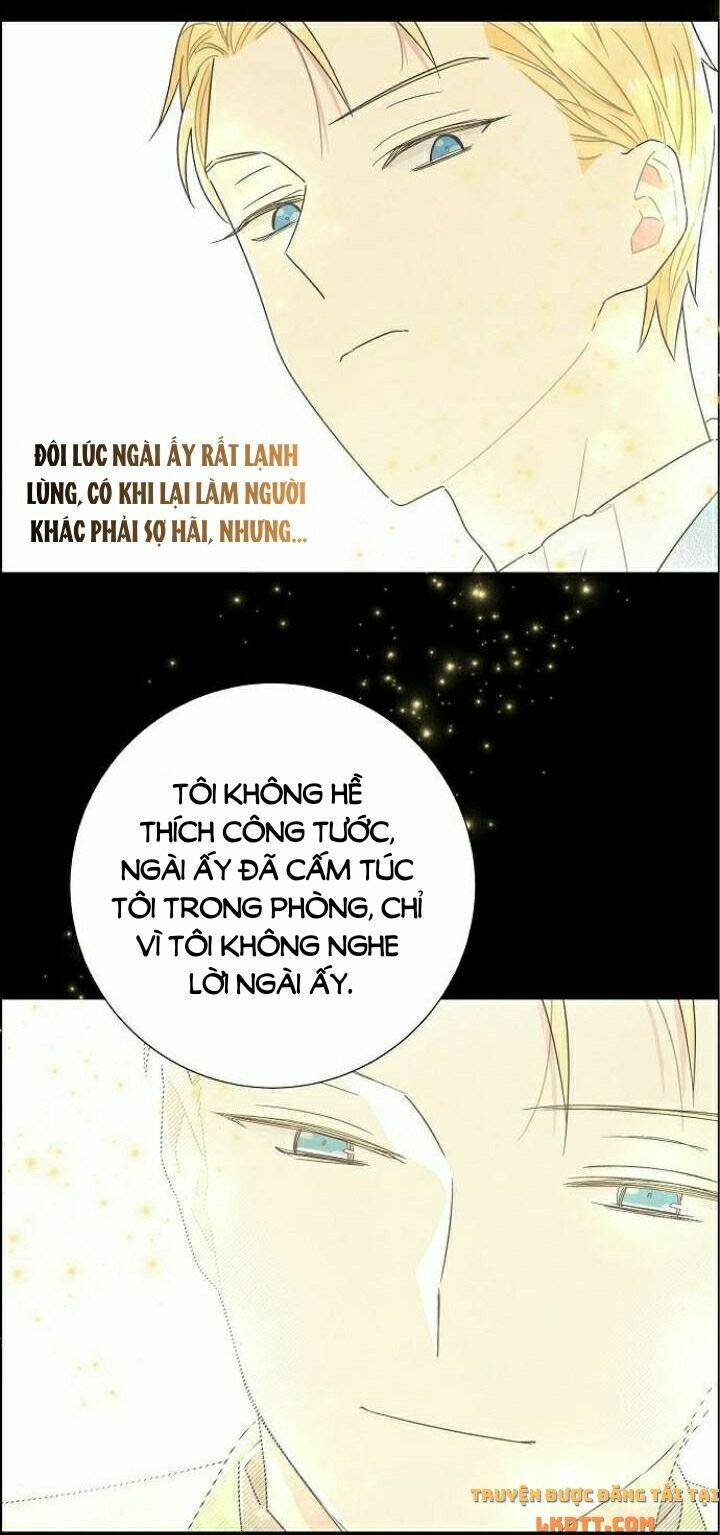 ĐÔI LÚC NGÀI ẤY RẤT LẠNH
LÙNG, CÓ KHI LẠI LÀM NGƯỜI
KHÁC PHẢI SỢ HÃI, NHƯNG...
TÔI KHÔNG HỀ
THÍCH CÔNG TƯỚC,
NGÀI ẤY ĐÃ CẤM TÚC
TÔI TRONG PHÒNG, CHỈ
VÌ TÔI KHÔNG NGHE
LỜI NGÀI ẤY.
TRUYỆN ĐƯỢC ĐĂNG TẢI TẠI
LKDTT.COM